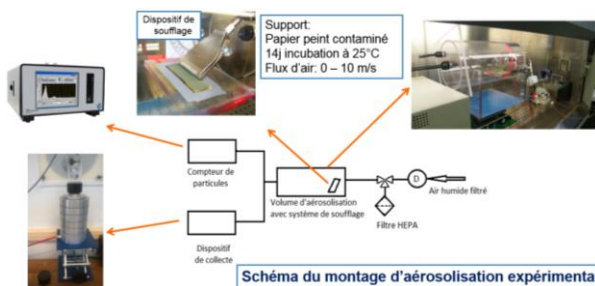 Dispositif de
soufflage
Support:
Papier peint contaminé
14j incubation à 25°C
Flux d'air: 0 – 10 m/s
Compteur de
particules
Volume d'aérosolisation
avec système de soufflage
D
Air humide filtré
Filtre HEPA
Dispositif
de collecte
Schéma du montage d'aérosolisation expérimenta